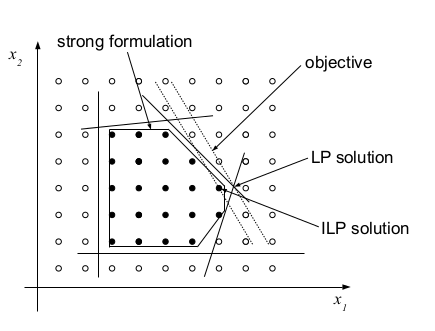 strong formulation
x2
objective
LP solution
ILP solution
x1